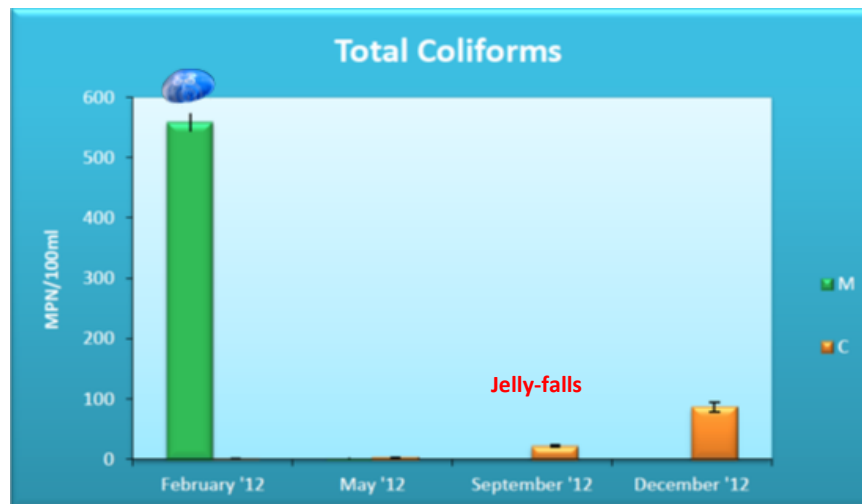 Total Coliforms
600
500
400
300
200
100
0
MPN/100ml
Jelly-falls
M
C
February '12
May '12
September '12
December '12